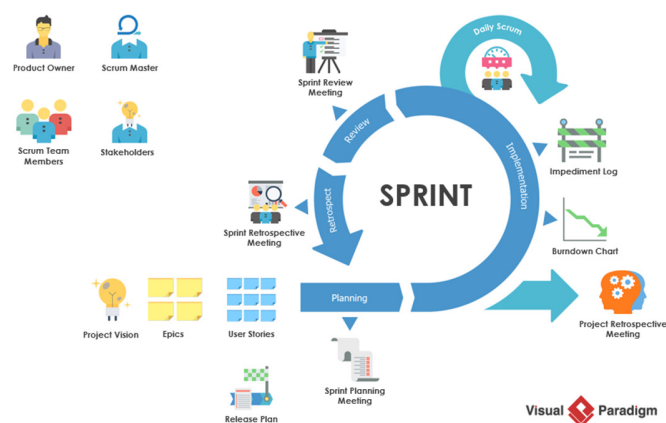 Product Owner
Scrum Master
Scrum Team
Members
Stakeholders
Sprint Review
Meeting
Daily Scrum
Review
Implementation
Impediment Log
SPRINT
Retrospect
Sprint Retrospective
Meeting
Burndown Chart
Project Vision
Epics
User Stories
Planning
Project Retrospective
Meeting
Release Plan
Sprint Planning
Meeting
Visual Paradigm